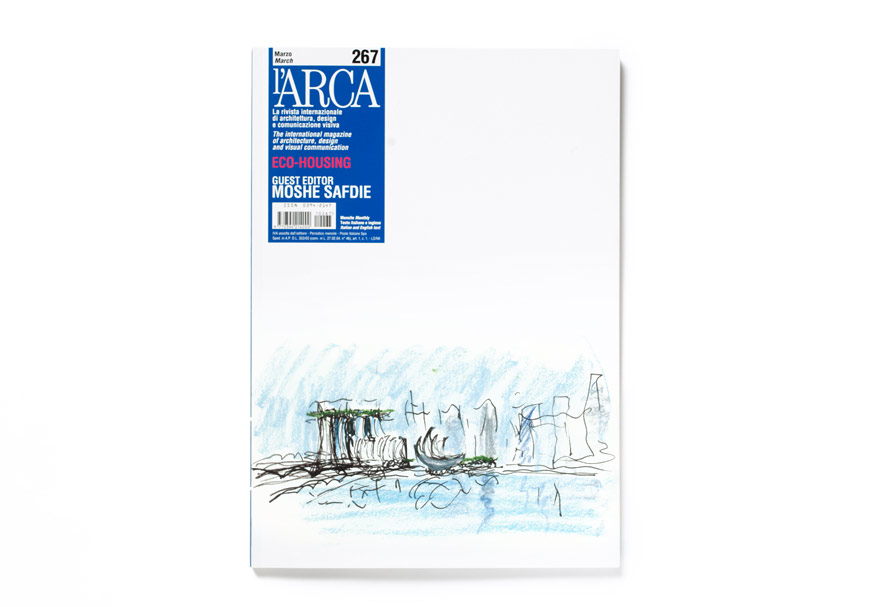 Marzo
March
267
l'ARCA
La rivista internazionale
di architettura, design
e comunicazione visiva
The international magazine
of architecture, design
and visual communication
ECO-HOUSING
GUEST EDITOR
MOSHE SAFDIE
Mensile Monthly
Testo italiano e inglese
Italian and English text